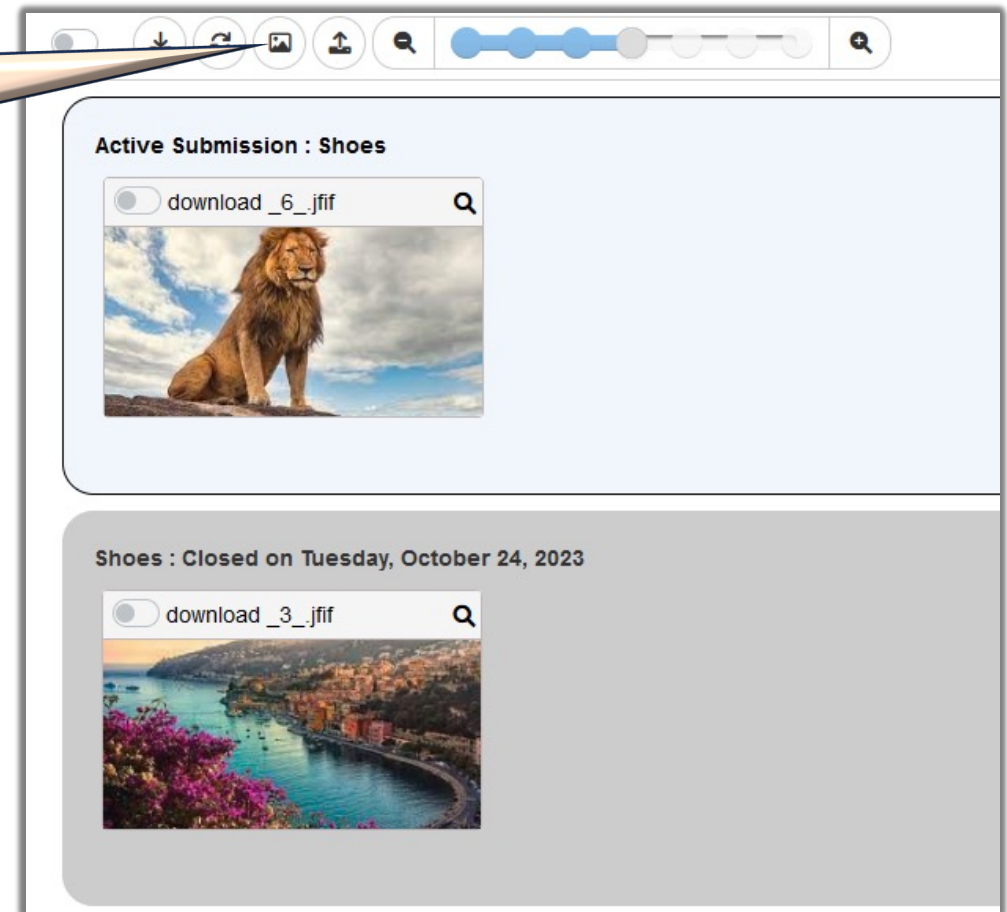 Active Submission : Shoes
download _6_.jfif
Shoes : Closed on Tuesday, October 24, 2023
download _3_.jfif